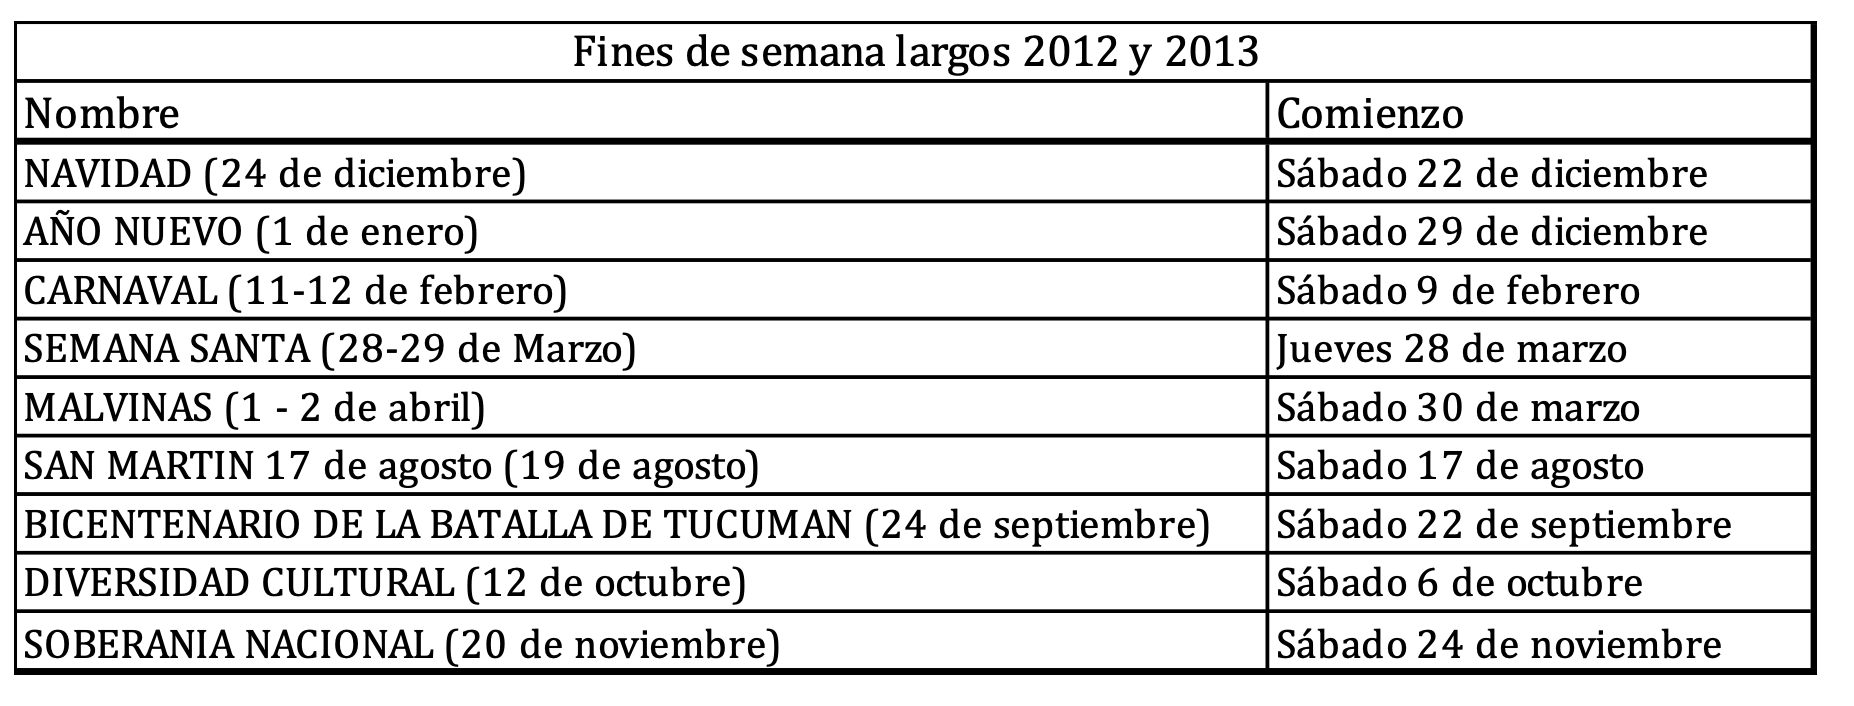 Fines de semana largos 2012 y 2013
Nombre Comienzo
NAVIDAD (24 de diciembre) Sábado 22 de diciembre
AÑO NUEVO (1 de enero) Sábado 29 de diciembre
CARNAVAL (11-12 de febrero) Sábado 9 de febrero
SEMANA SANTA (28-29 de Marzo) Jueves 28 de marzo
MALVINAS (1 - 2 de abril) Sábado 30 de marzo
SAN MARTIN 17 de agosto (19 de agosto) Sabado 17 de agosto
BICENTENARIO DE LA BATALLA DE TUCUMAN (24 de septiembre) Sábado 22 de septiembre
DIVERSIDAD CULTURAL (12 de octubre) Sábado 6 de octubre
SOBERANIA NACIONAL (20 de noviembre) Sábado 24 de noviembre